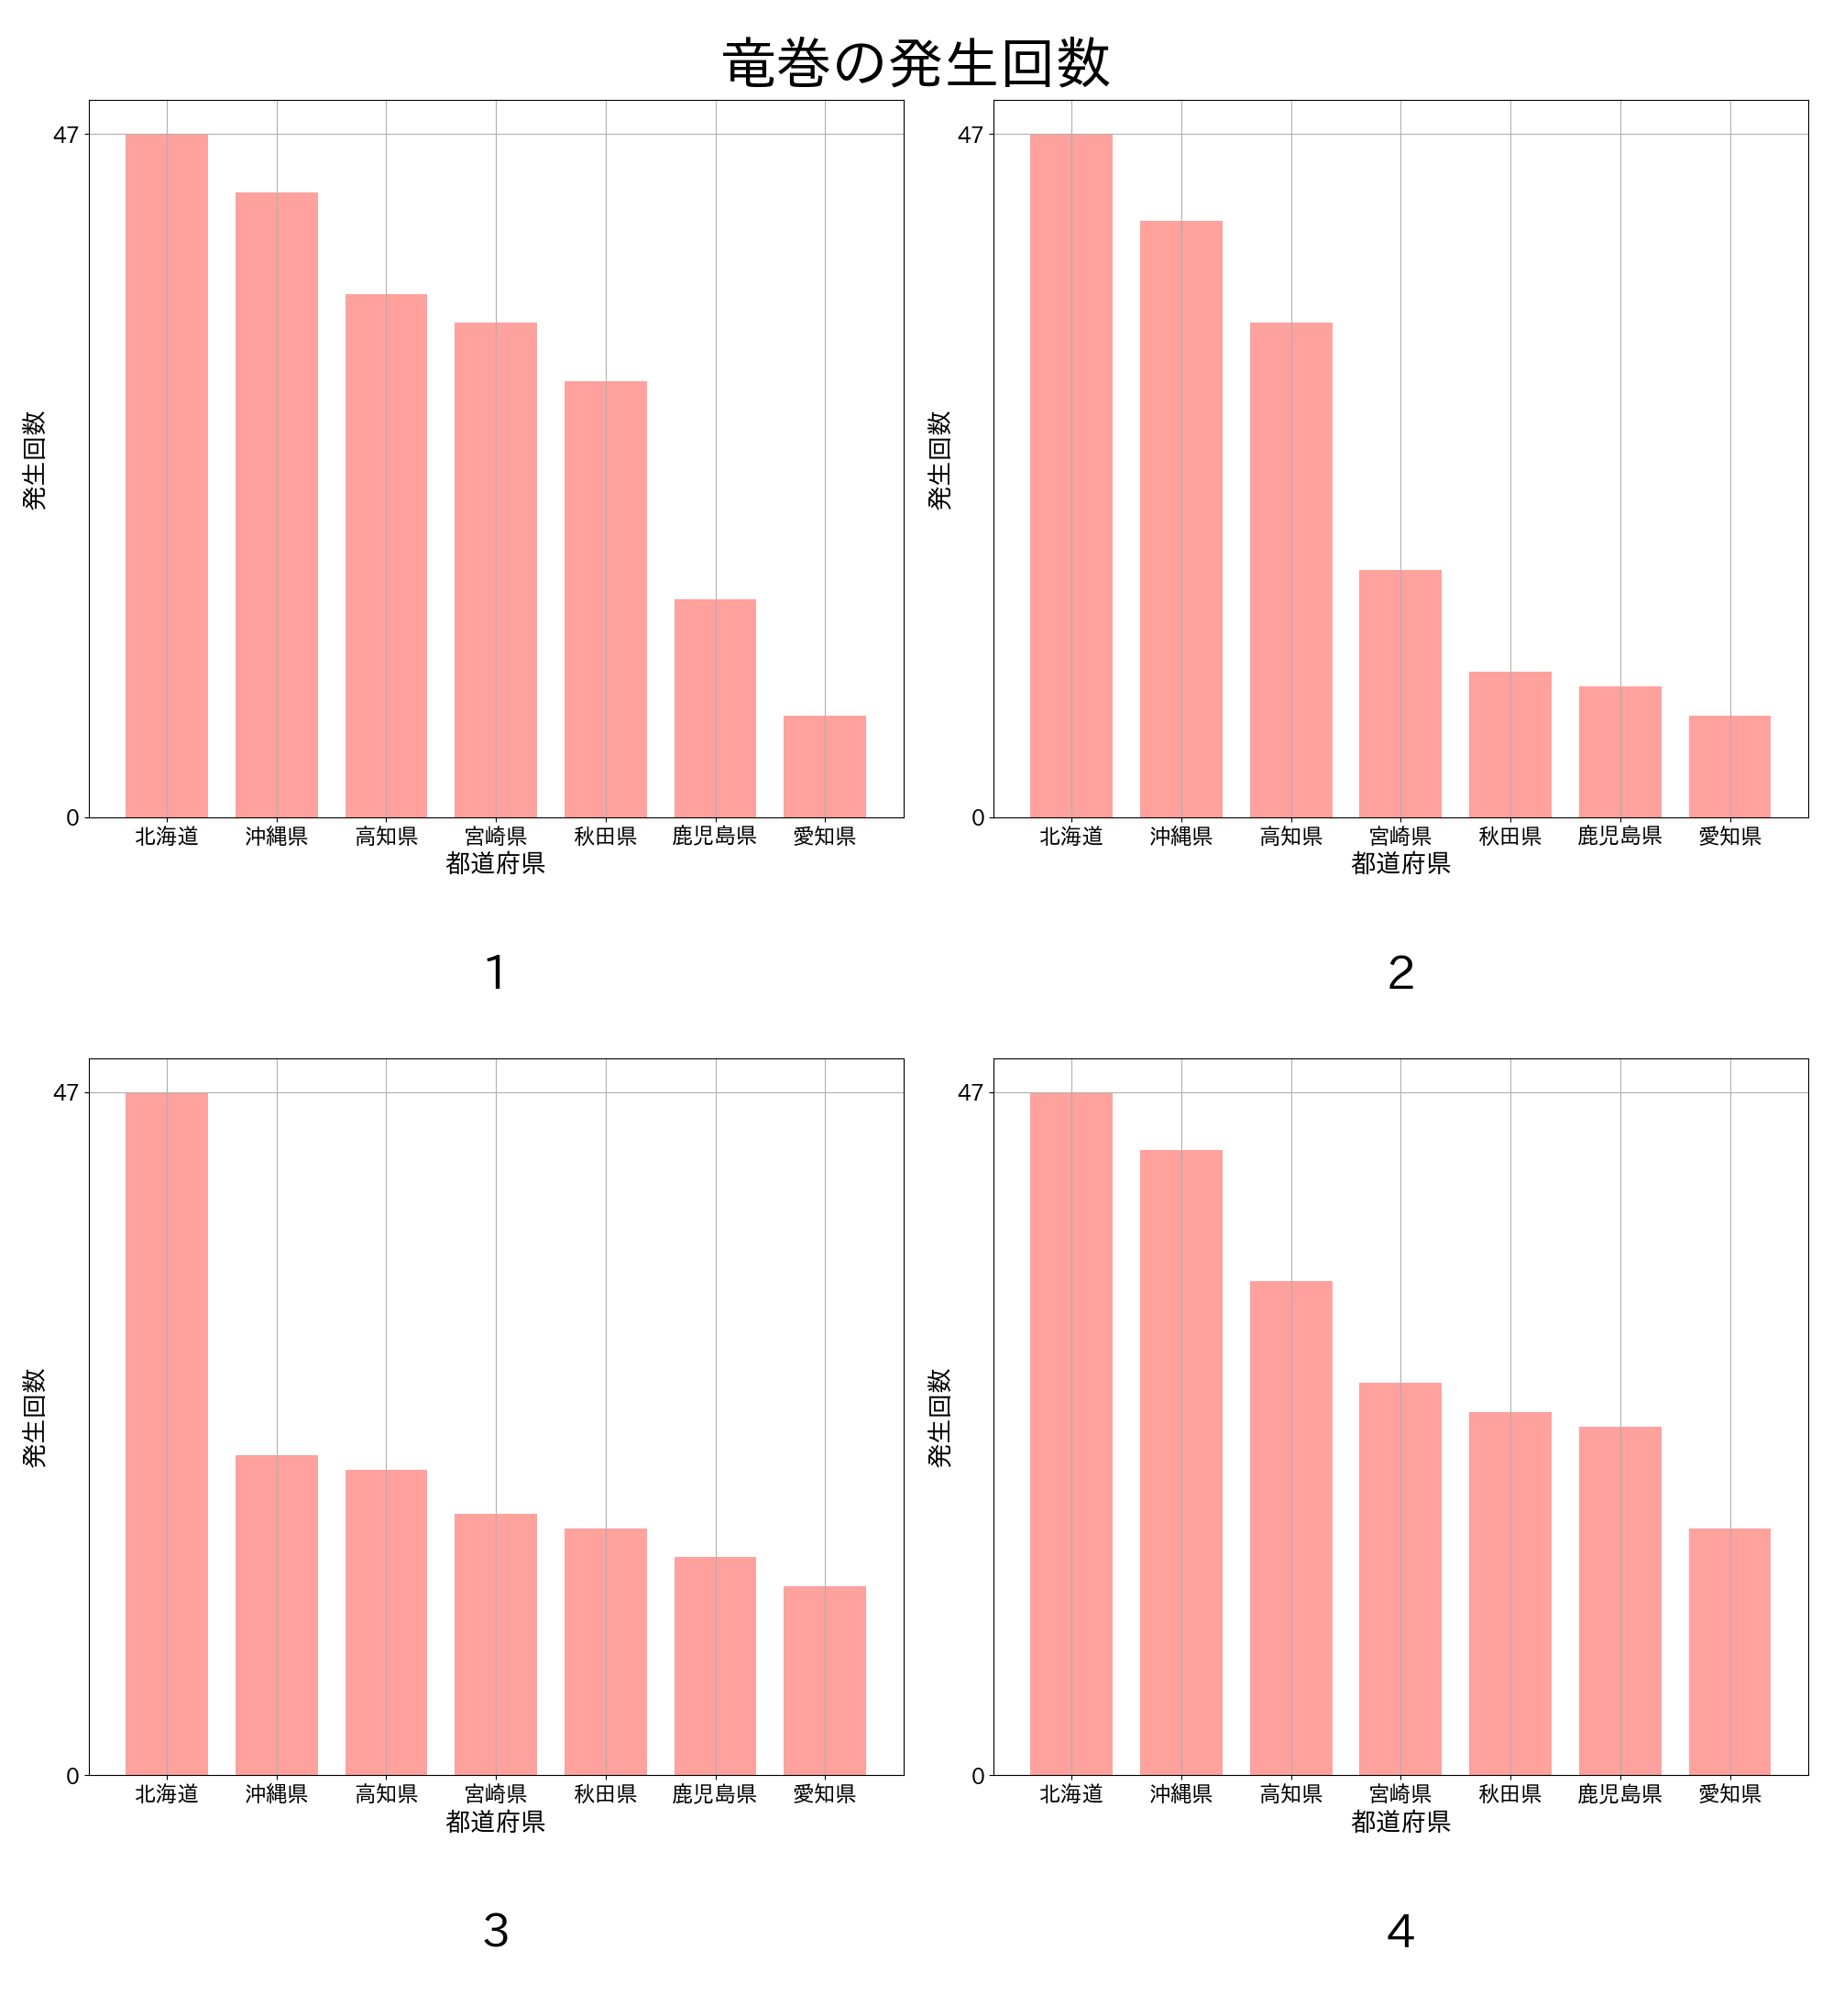 竜巻の発生回数
47
0
発生回数
北海道 沖縄県 高知県 宮崎県 秋田県 鹿児島県 愛知県
都道府県
1
47
0
発生回数
北海道 沖縄県 高知県 宮崎県 秋田県 鹿児島県 愛知県
都道府県
2
47
0
発生回数
北海道 沖縄県 高知県 宮崎県 秋田県 鹿児島県 愛知県
都道府県
3
47
0
発生回数
北海道 沖縄県 高知県 宮崎県 秋田県 鹿児島県 愛知県
都道府県
4